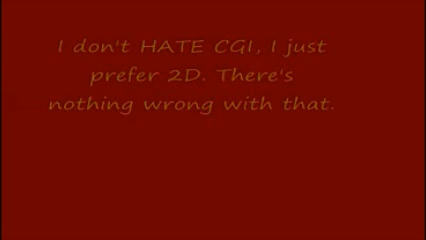 I don't HATE CGI, I just
prefer 2D. There's
nothing wrong with that.